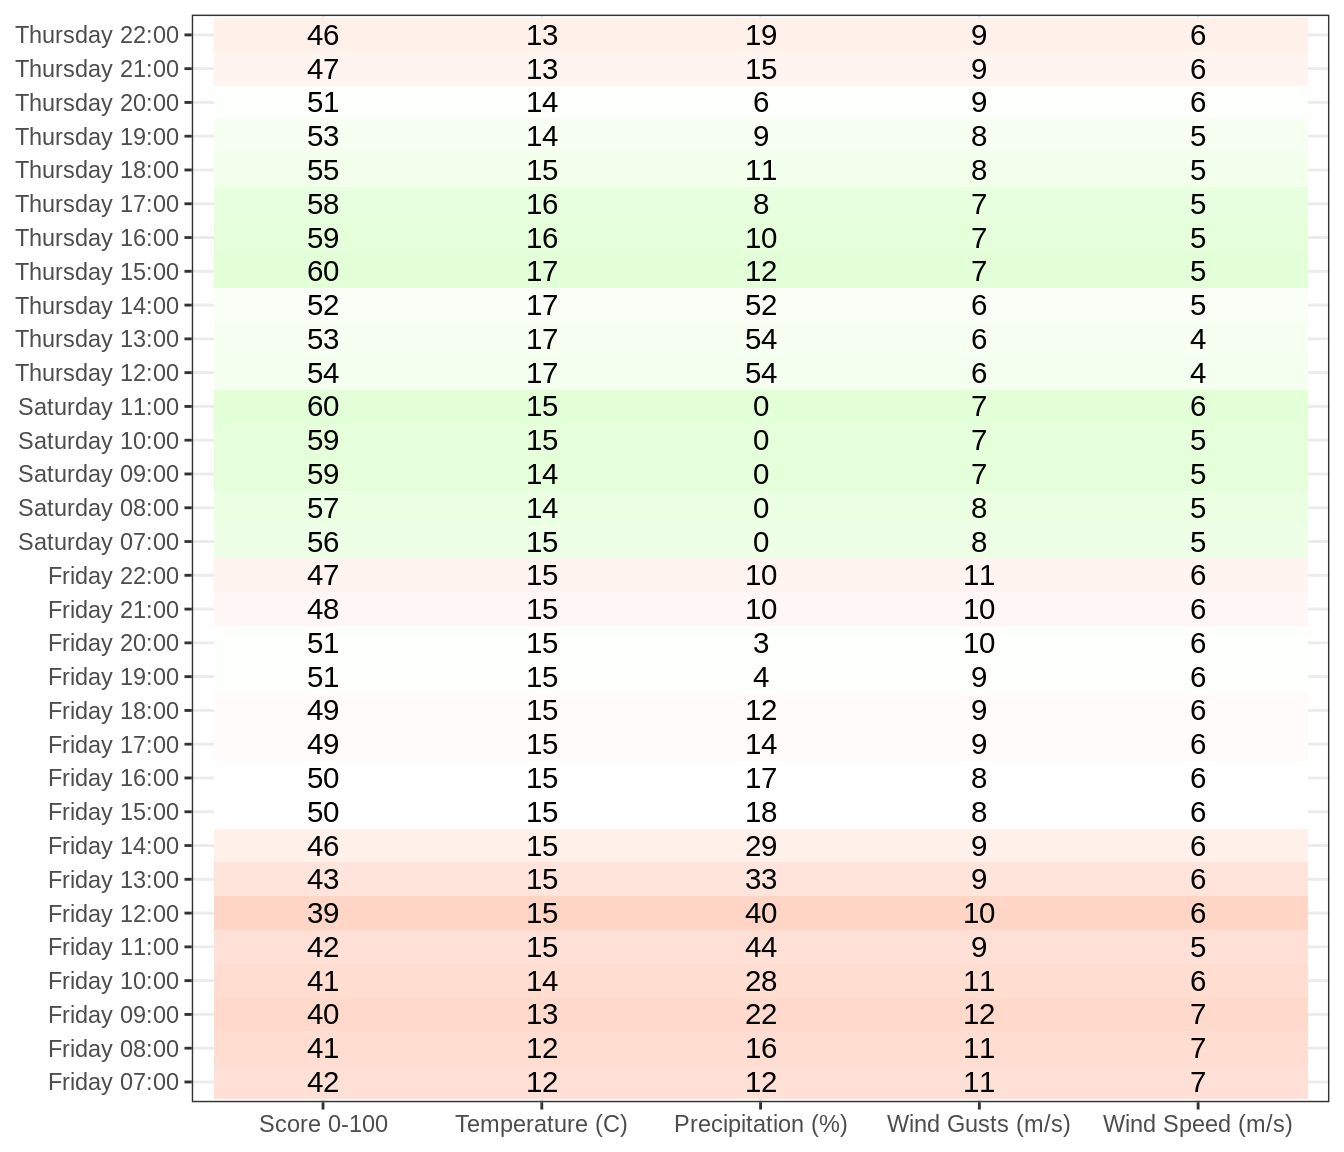 Thursday 22:00 46 13 19 9 6
Thursday 21:00 47 13 15 9 6
Thursday 20:00 51 14 6 9 6
Thursday 19:00 53 14 9 8 5
Thursday 18:00 55 15 11 8 5
Thursday 17:00 58 16 8 7 5
Thursday 16:00 59 16 10 7 5
Thursday 15:00 60 17 12 7 5
Thursday 14:00 52 17 52 6 5
Thursday 13:00 53 17 54 6 4
Thursday 12:00 54 17 54 6 4
Saturday 11:00 60 15 0 7 6
Saturday 10:00 59 15 0 7 5
Saturday 09:00 59 14 0 7 5
Saturday 08:00 57 14 0 8 5
Saturday 07:00 56 15 0 8 5
Friday 22:00 47 15 10 11 6
Friday 21:00 48 15 10 10 6
Friday 20:00 51 15 3 10 6
Friday 19:00 51 15 4 9 6
Friday 18:00 49 15 12 9 6
Friday 17:00 49 15 14 9 6
Friday 16:00 50 15 17 8 6
Friday 15:00 50 15 18 8 6
Friday 14:00 46 15 29 9 6
Friday 13:00 43 15 33 9 6
Friday 12:00 39 15 40 10 6
Friday 11:00 42 15 44 9 5
Friday 10:00 41 14 28 11 6
Friday 09:00 40 13 22 12 7
Friday 08:00 41 12 16 11 7
Friday 07:00 42 12 12 11 7
Score 0-100 Temperature (C) Precipitation (%) Wind Gusts (m/s) Wind Speed (m/s)